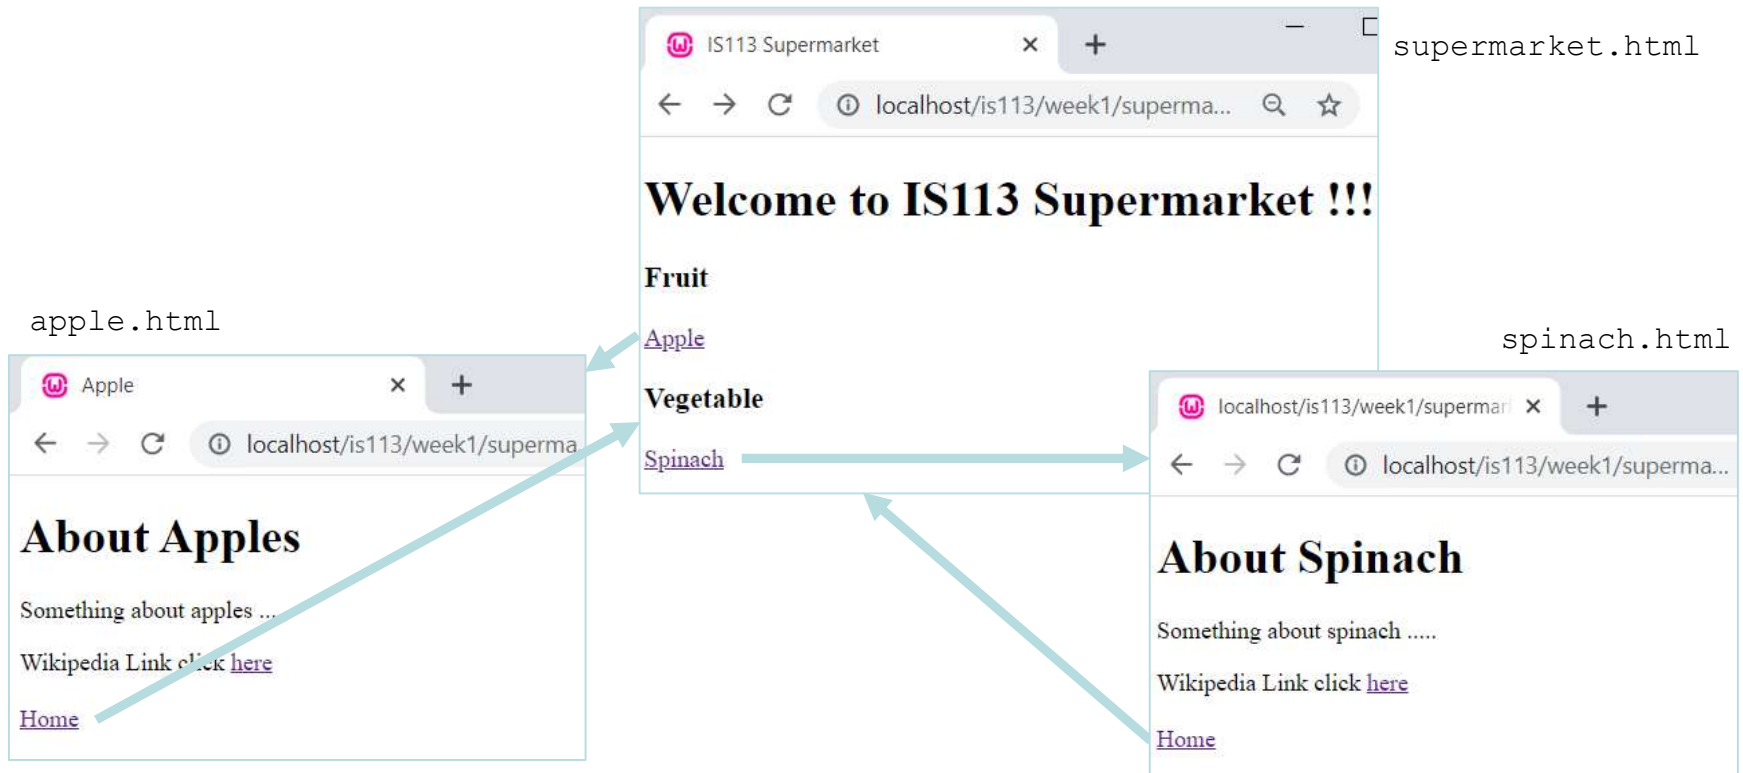 supermarket.html
IS113 Supermarket
localhost/is113/week1/superma...
Welcome to IS113 Supermarket !!!
Fruit
Apple
Vegetable
Spinach
apple.html
Apple
localhost/is113/week1/superma
About Apples
Something about apples ...
Wikipedia Link click here
Home
spinach.html
localhost/is113/week1/supermar
localhost/is113/week1/superma...
About Spinach
Something about spinach .....
Wikipedia Link click here
Home